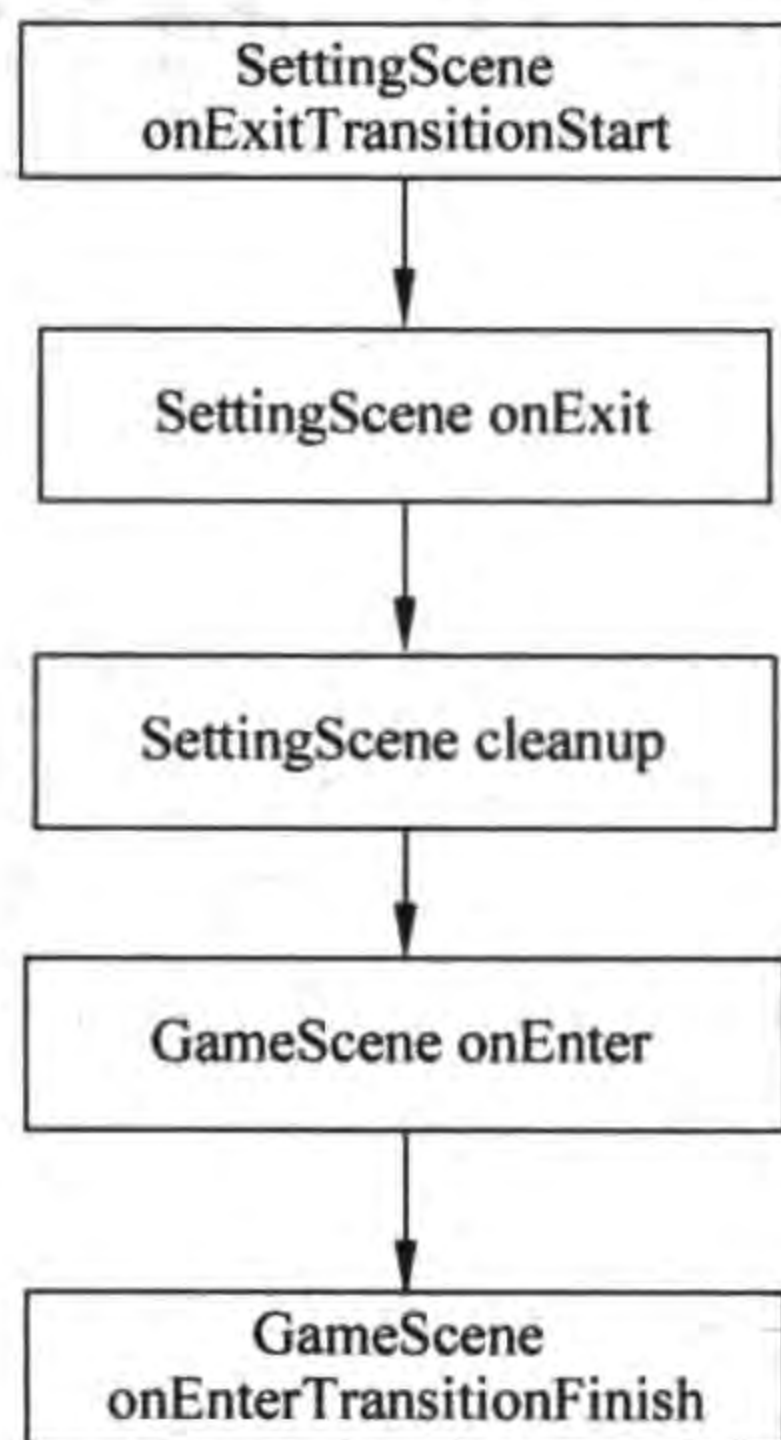 SettingScene
onExitTransitionStart
SettingScene onExit
SettingScene cleanup
GameScene onEnter
GameScene
onEnterTransitionFinish